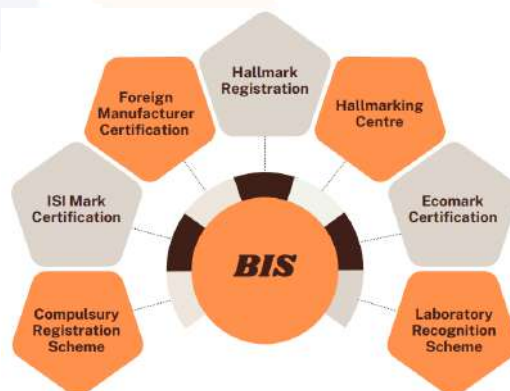 Hallmark
Registration
Foreign
Manufacturer
Certification
Hallmarking
Centre
ISI Mark
Certification
Ecomark
Certification
BIS
Compulsury
Registration
Scheme
Laboratory
Recognition
Scheme